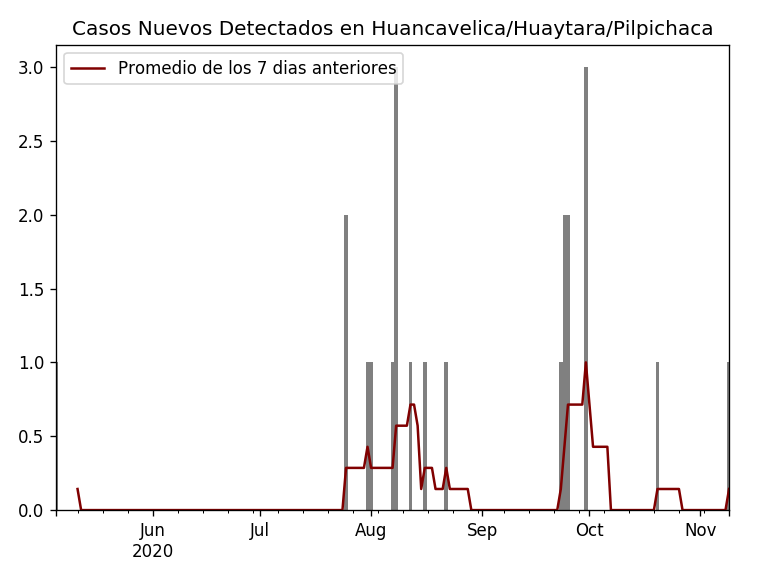 Casos Nuevos Detectados en Huancavelica/Huaytara/Pilpichaca
Promedio de los 7 dias anteriores
3.0
2.5
2.0
1.5
1.0
0.5
0.0
Jun Jul Aug Sep Oct Nov
2020